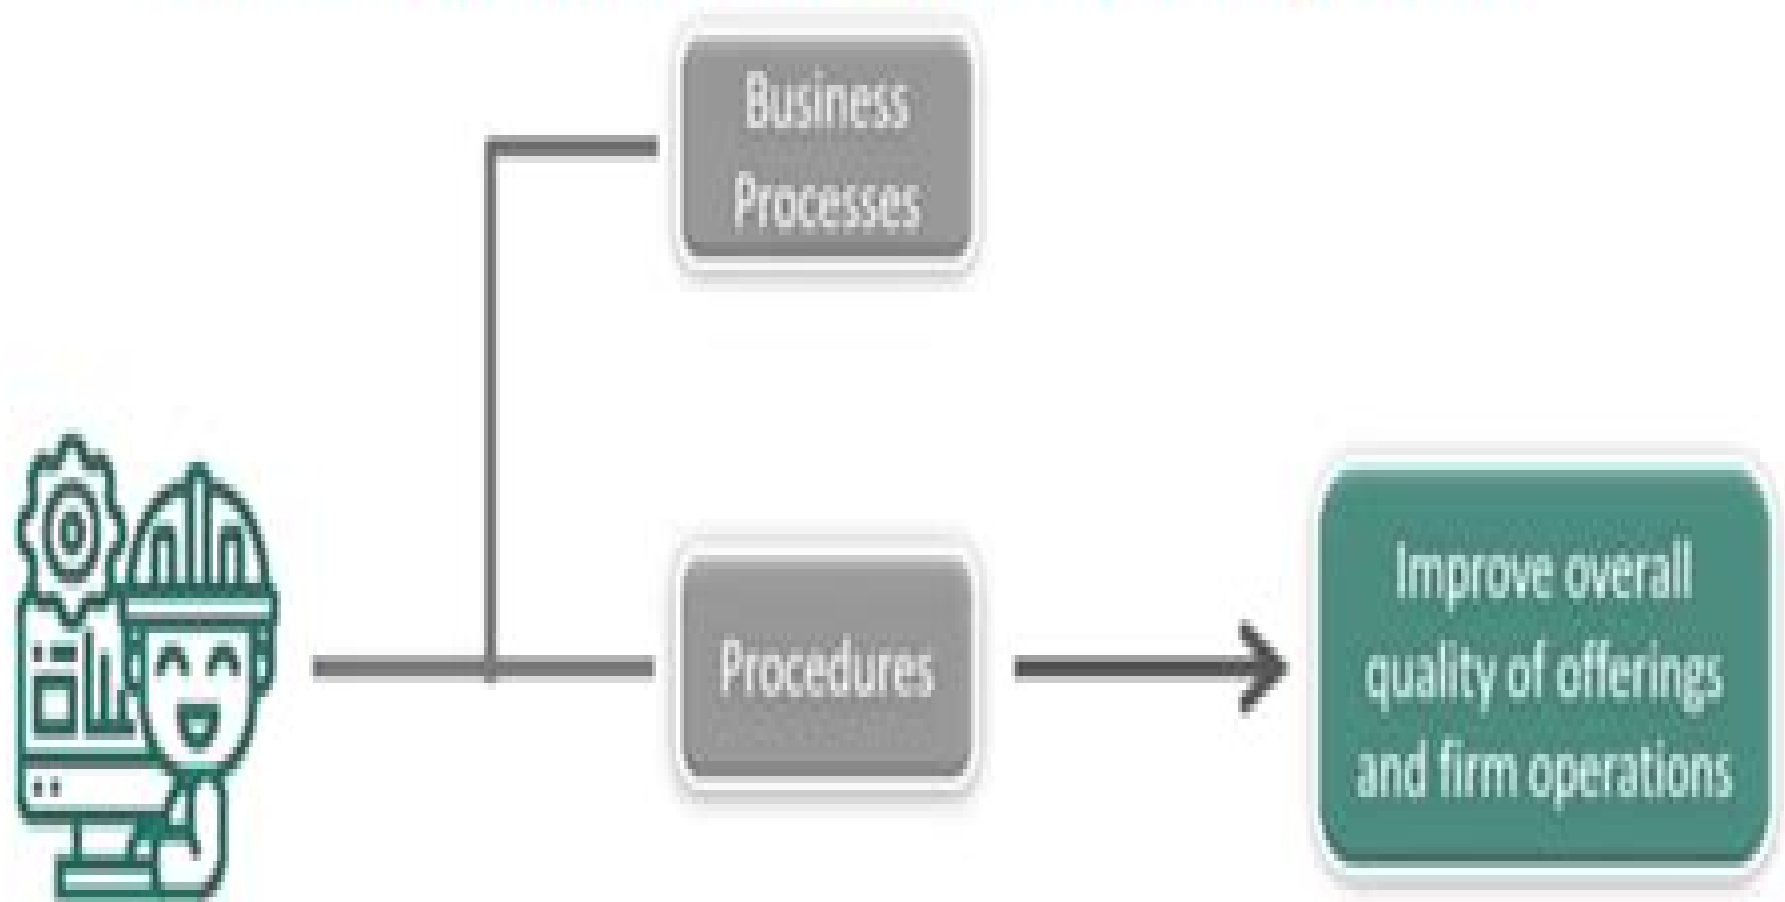 Business
Processes
Procedures
Improve overall
quality of offerings
and firm operations